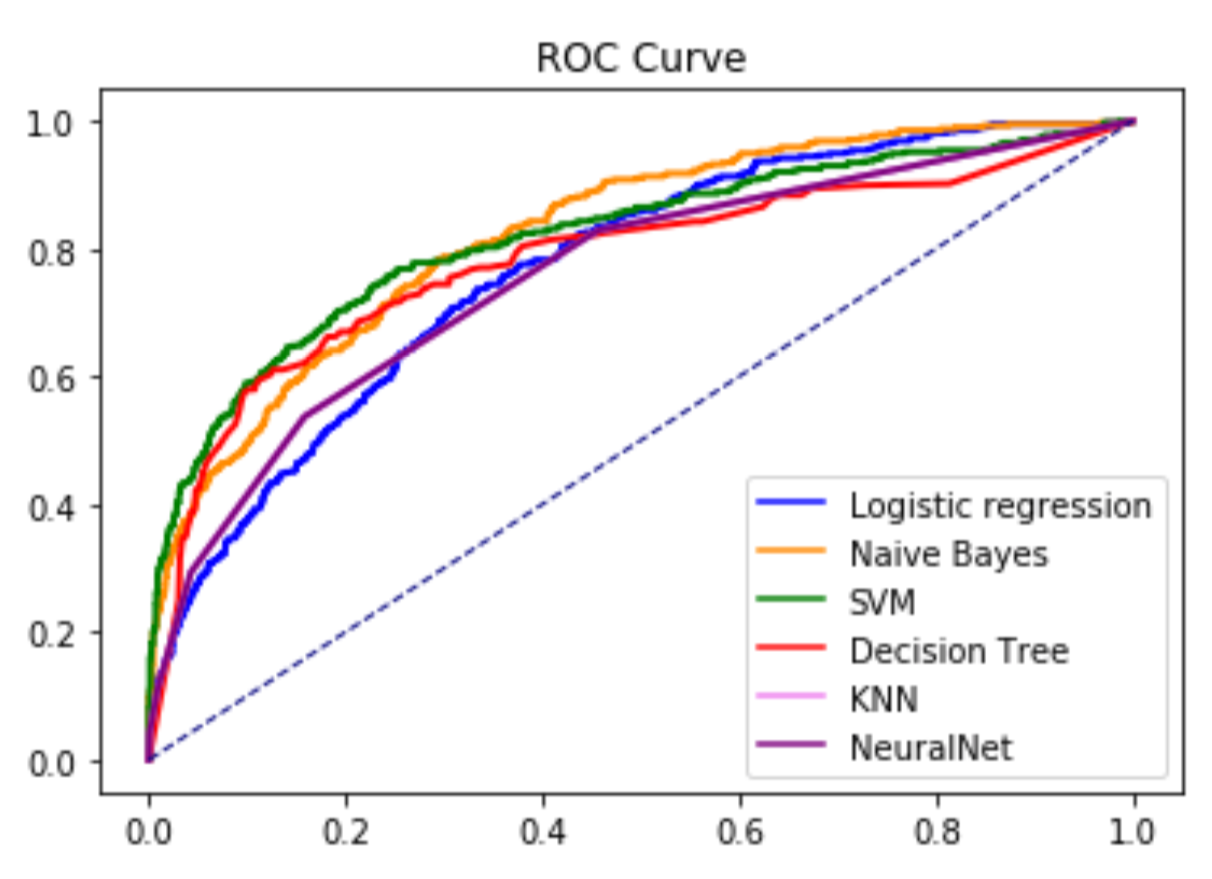 ROC Curve
1.0
0.8
0.6
0.4
0.2
0.0
Logistic regression
Naive Bayes
SVM
Decision Tree
KNN
NeuralNet
0.0 0.2 0.4 0.6 0.8 1.0